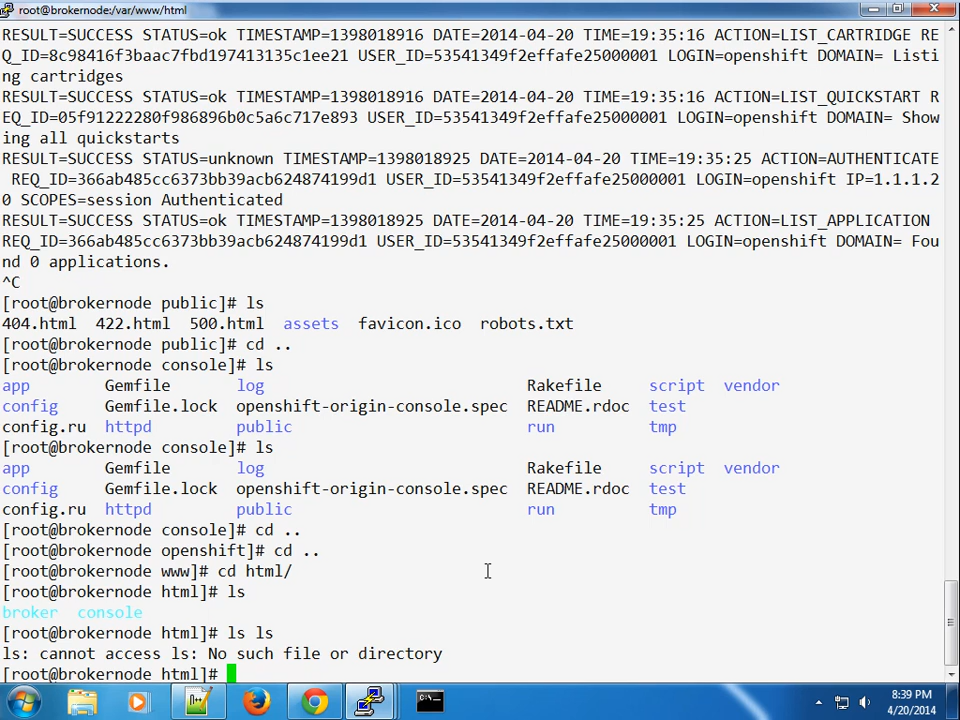 root@brokernode:/var/www/html
RESULT=SUCCESS STATUS=ok TIMESTAMP=1398018916 DATE=2014-04-20 TIME=19:35:16 ACTION=LIST_CARTRIDGE RE
Q_ID=8c98416f3baac7fbd197413135c1ee21 USER_ID=53541349f2effafe25000001 LOGIN=openshift DOMAIN= Listi
ng cartridges
RESULT=SUCCESS STATUS=ok TIMESTAMP=1398018916 DATE=2014-04-20 TIME=19:35:16 ACTION=LIST_QUICKSTART R
EQ_ID=05f91222280f986896b0c5a6c717e893 USER_ID=53541349f2effafe25000001 LOGIN=openshift DOMAIN= Show
ing all quickstarts
RESULT=SUCCESS STATUS=unknown TIMESTAMP=1398018925 DATE=2014-04-20 TIME=19:35:25 ACTION=AUTHENTICATE
REQ_ID=366ab485cc6373bb39acb624874199d1 USER_ID=53541349f2effafe25000001 LOGIN=openshift IP=1.1.1.2
0 SCOPES=session Authenticated
RESULT=SUCCESS STATUS=ok TIMESTAMP=1398018925 DATE=2014-04-20 TIME=19:35:25 ACTION=LIST_APPLICATION
REQ_ID=366ab485cc6373bb39acb624874199d1 USER_ID=53541349f2effafe25000001 LOGIN=openshift DOMAIN= Fou
nd 0 applications.
^C
[root@brokernode public]# ls
404.html 422.html 500.html assets favicon.ico robots.txt
[root@brokernode public]# cd ..
[root@brokernode console]# ls
app Gemfile log Rakefile script vendor
config Gemfile.lock openshift-origin-console.spec README.rdoc test
config.ru httpd public run tmp
[root@brokernode console]# ls
app Gemfile log Rakefile script vendor
config Gemfile.lock openshift-origin-console.spec README.rdoc test
config.ru httpd public run tmp
[root@brokernode console]# cd ..
[root@brokernode openshift]# cd ..
[root@brokernode www]# cd html/
[root@brokernode html]# ls
broker console
[root@brokernode html]# ls ls
ls: cannot access ls: No such file or directory
[root@brokernode html]#
8:39 PM
4/20/2014